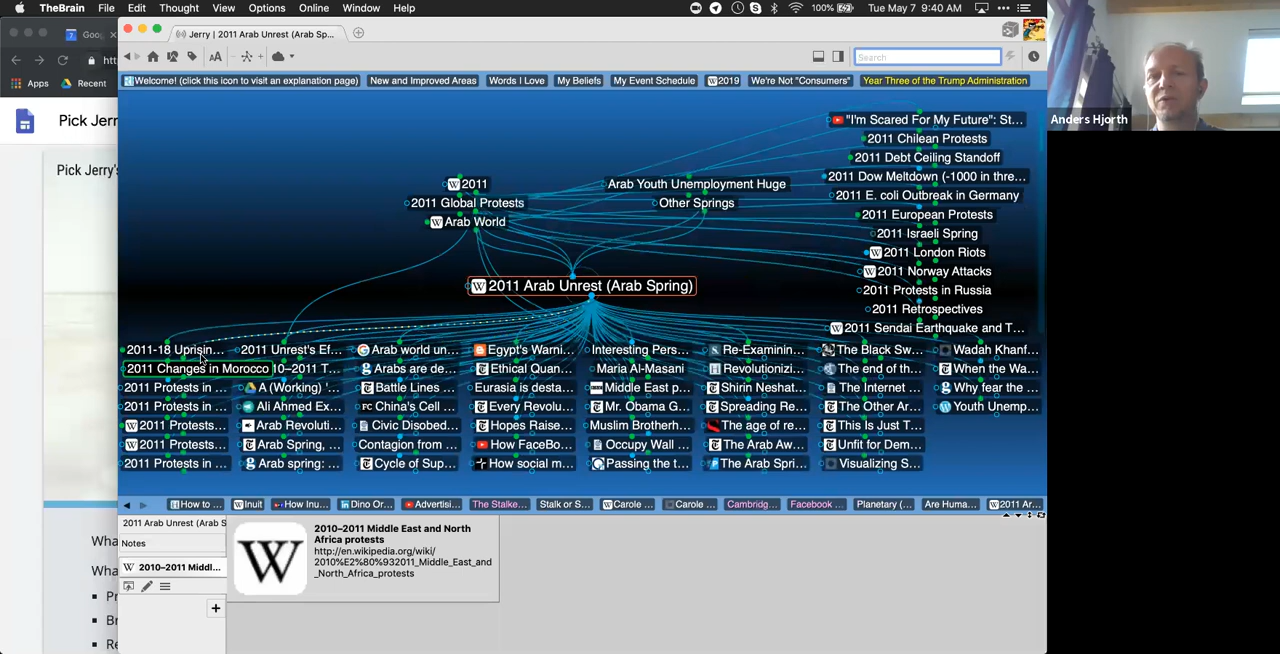 TheBrain File Edit Thought View Options Online Window Help
100% Tue May 7 9:40 AM
Goo
Jerry | 2011 Arab Unrest (Arab Sp...
htt
Apps Recent
AA
Search
Welcome! (click this icon to visit an explanation page) New and Improved Areas Words I Love My Beliefs My Event Schedule 2019 We're Not "Consumers" Year Three of the Trump Administration
Pick Jerr
Pick Jerry's
Anders Hjorth
"I'm Scared For My Future": St...
2011 Chilean Protests
2011 Debt Ceiling Standoff
2011 Dow Meltdown (-1000 in thre...
2011 E. coli Outbreak in Germany
2011 European Protests
2011 Israeli Spring
2011 London Riots
2011 Norway Attacks
2011 Protests in Russia
2011 Retrospectives
2011 Sendai Earthquake and T...
2011
2011 Global Protests
Arab World
Arab Youth Unemployment Huge
Other Springs
2011 Arab Unrest (Arab Spring)
2011-18 Uprisin... 2011 Unrest's Ef... Arab world un... Egypt's Warni... Interesting Pers... Re-Examinin... The Black Sw... Wadah Khanf...
2011 Changes in Morocco 10–2011 T... Arabs are de... Ethical Quan... Maria Al-Masani Revolutionizi... The end of th... When the Wa...
2011 Protests in ... A (Working) '... Battle Lines ... Eurasia is desta... Middle East p... Shirin Neshat... The Internet ... Why fear the ...
2011 Protests in ... Ali Ahmed Ex... China's Cell ... Every Revolu... Mr. Obama G... Spreading Re... The Other Ar... Youth Unemp...
2011 Protests... Arab Revoluti... Civic Disobed... Hopes Raise... Muslim Brotherh... The age of re... This Is Just T...
2011 Protests... Arab Spring, ... Contagion from ... How FaceBo... Occupy Wall ... The Arab Aw... Unfit for Dem...
2011 Protests in ... Arab spring: ... Cycle of Sup... How social m... Passing the t... The Arab Spri... Visualizing S...
How to ... Inuit How Inu... Dino Or... Advertisi... The Stalke... Stalk or S... Carole ... Carole ... Cambridg... Facebook ... Planetary (... Are Huma... 2011 Ar...
2011 Arab Unrest (Arab S
Notes
2010–2011 Middl...
2010–2011 Middle East and North
Africa protests
http://en.wikipedia.org/wiki/
2010%E2%80%932011_Middle_East_and
_North_Africa_protests
Wha
Wha
Pr
Br
Re